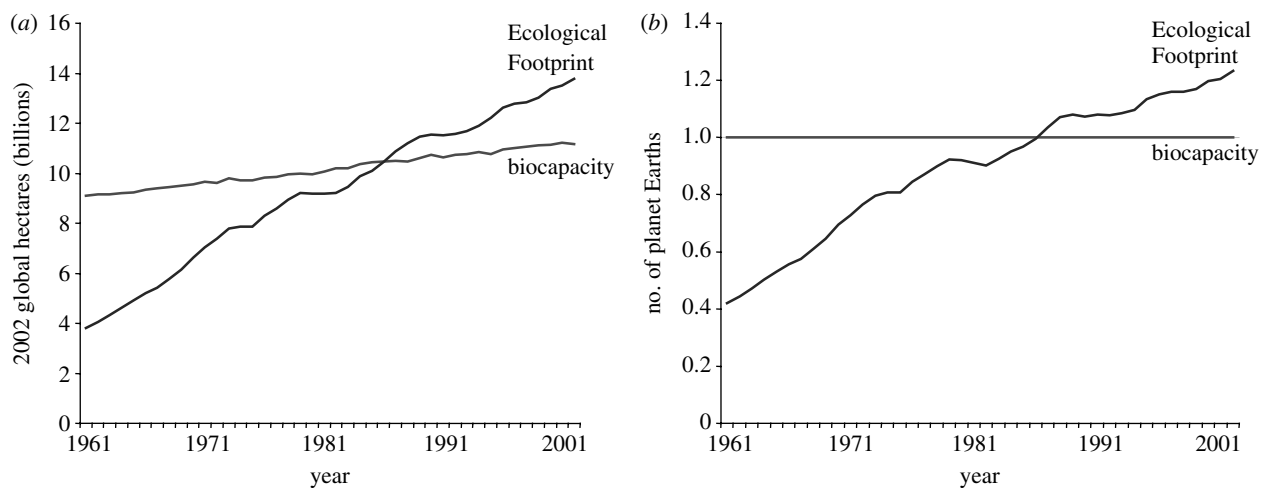 (a)
16
14
12
10
8
6
4
2
0
2002 global hectares (billions)
Ecological
Footprint
biocapacity
1961
1971
1981
1991
2001
year
(b)
1.4
1.2
1.0
0.8
0.6
0.4
0.2
0
no. of planet Earths
Ecological
Footprint
biocapacity
1961
1971
1981
1991
2001
year